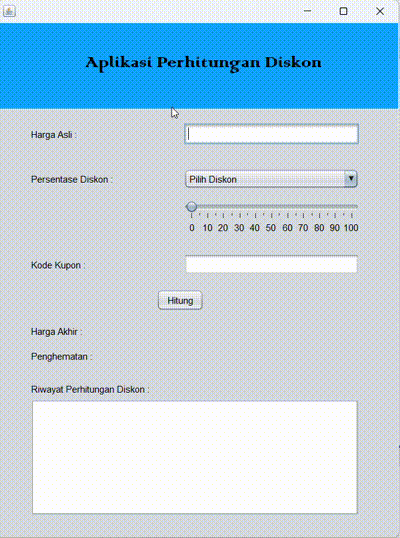 Aplikasi Perhitungan Diskon
Harga Asli :
Persentase Diskon :
Pilih Diskon
0 10 20 30 40 50 60 70 80 90 100
Kode Kupon :
Hitung
Harga Akhir :
Penghematan :
Riwayat Perhitungan Diskon :